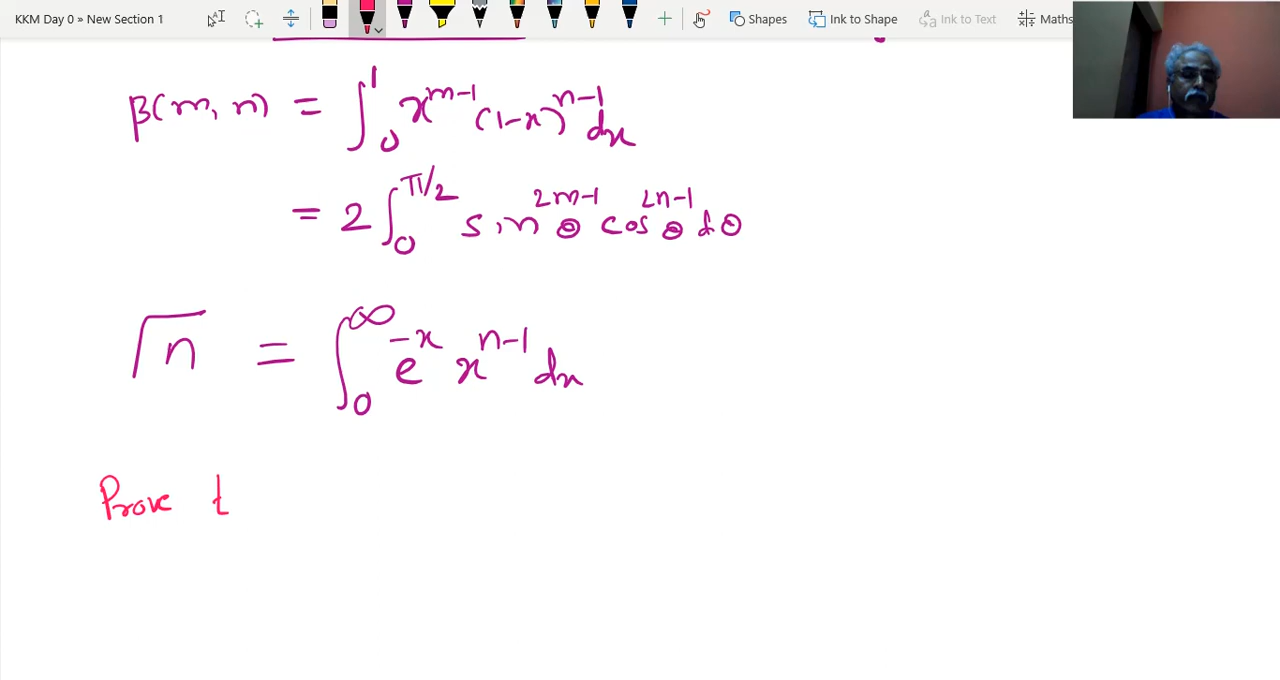 KKM Day 0 » New Section 1
Shapes
Ink to Shape
Ink to Text
Maths
β(m, n) = ∫₀¹ x^{m-1} (1-x)^{n-1} dx
= 2 ∫₀^{π/2} sin^{2m-1} θ cos^{2n-1} θ dθ
Γn = ∫₀^∞ e^{-x} x^{n-1} dx
Prove t